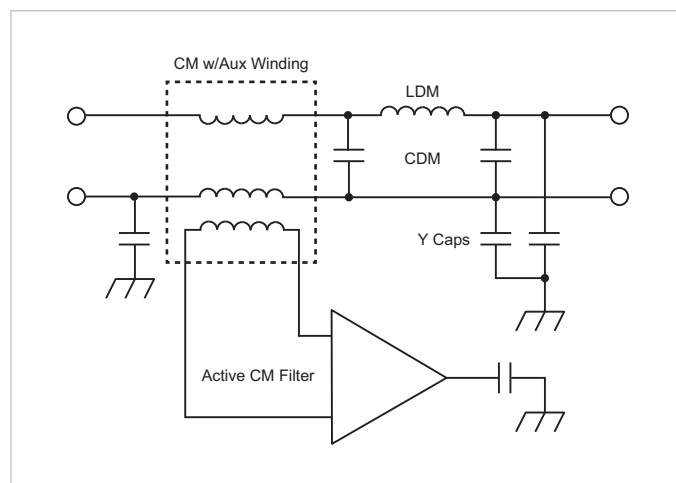 CM w/Aux Winding
LDM
CDM
Y Caps
Active CM Filter